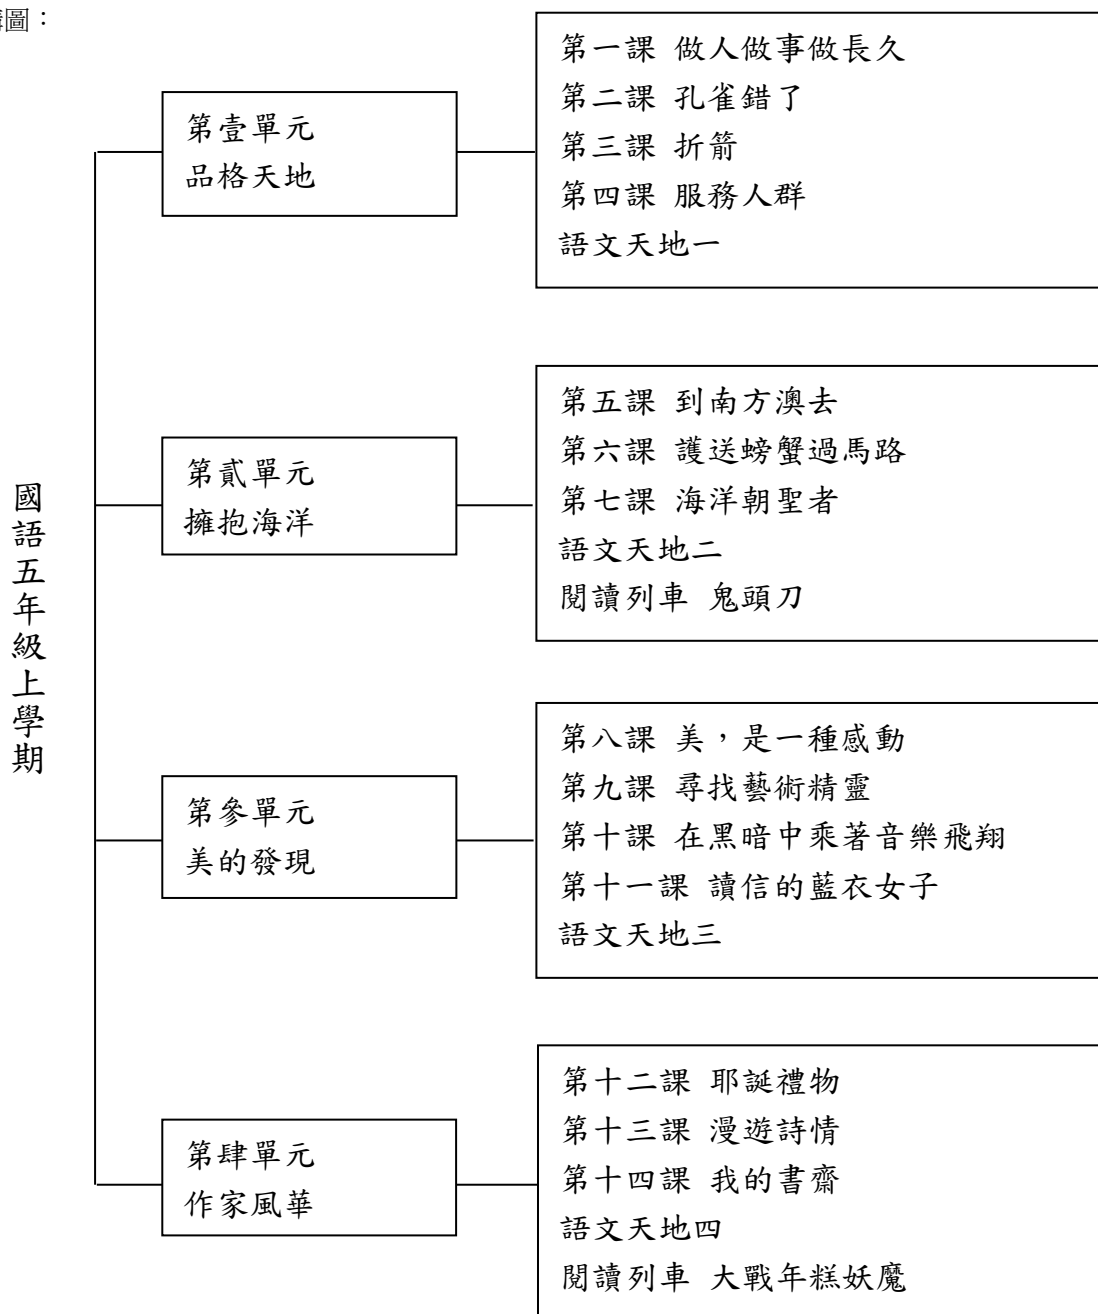 構圖：
國語五年級上學期
第壹單元
品格天地
第一課 做人做事做長久
第二課 孔雀錯了
第三課 折箭
第四課 服務人群
語文天地一
第貳單元
擁抱海洋
第五課 到南方澳去
第六課 護送螃蟹過馬路
第七課 海洋朝聖者
語文天地二
閱讀列車 鬼頭刀
第參單元
美的發現
第八課 美，是一種感動
第九課 尋找藝術精靈
第十課 在黑暗中乘著音樂飛翔
第十一課 讀信的藍衣女子
語文天地三
第肆單元
作家風華
第十二課 耶誕禮物
第十三課 漫遊詩情
第十四課 我的書齋
語文天地四
閱讀列車 大戰年糕妖魔